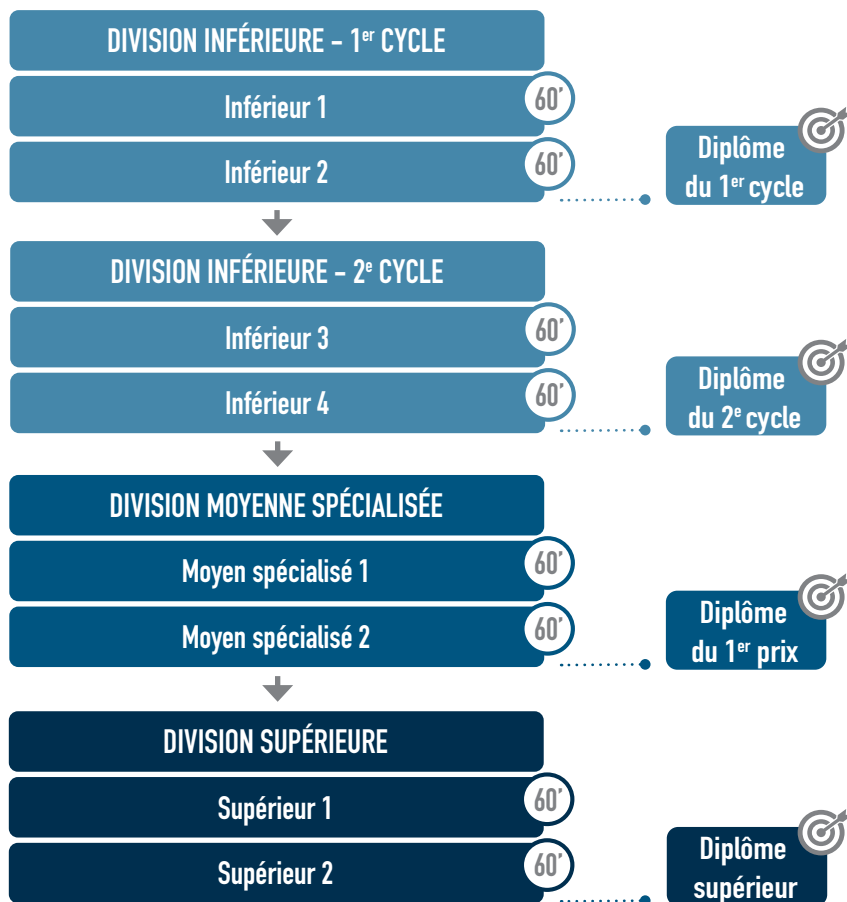 DIVISION INFÉRIEURE – 1er CYCLE
Inférieur 1
60’
Inférieur 2
60’
Diplôme
du 1er cycle
DIVISION INFÉRIEURE – 2e CYCLE
Inférieur 3
60’
Inférieur 4
60’
Diplôme
du 2e cycle
DIVISION MOYENNE SPÉCIALISÉE
Moyen spécialisé 1
60’
Moyen spécialisé 2
60’
Diplôme
du 1er prix
DIVISION SUPÉRIEURE
Supérieur 1
60’
Supérieur 2
60’
Diplôme
supérieur